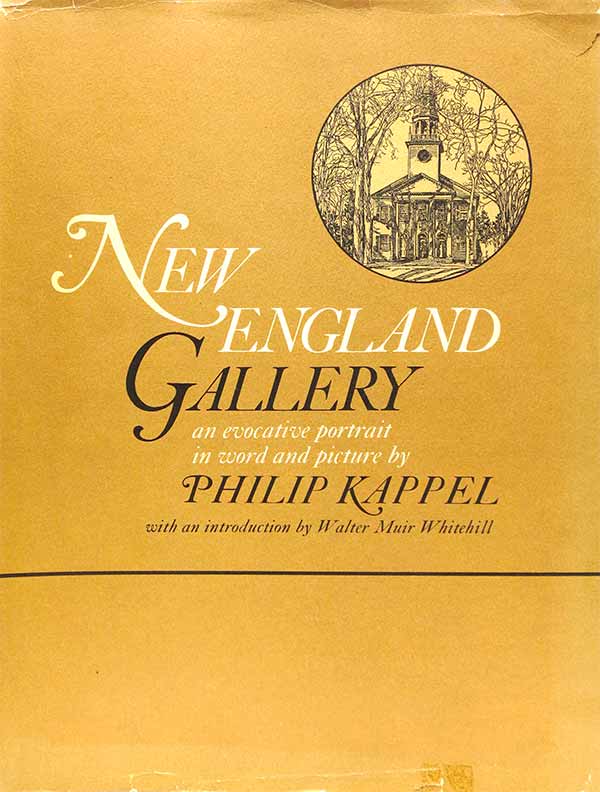 NEW
ENGLAND
GALLERY
an evocative portrait
in word and picture by
PHILIP KAPPEL
with an introduction by Walter Muir Whitehill